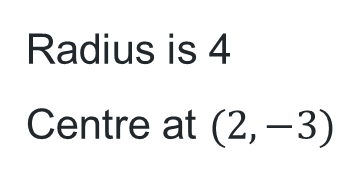 Radius is 4
Centre at (2, −3)